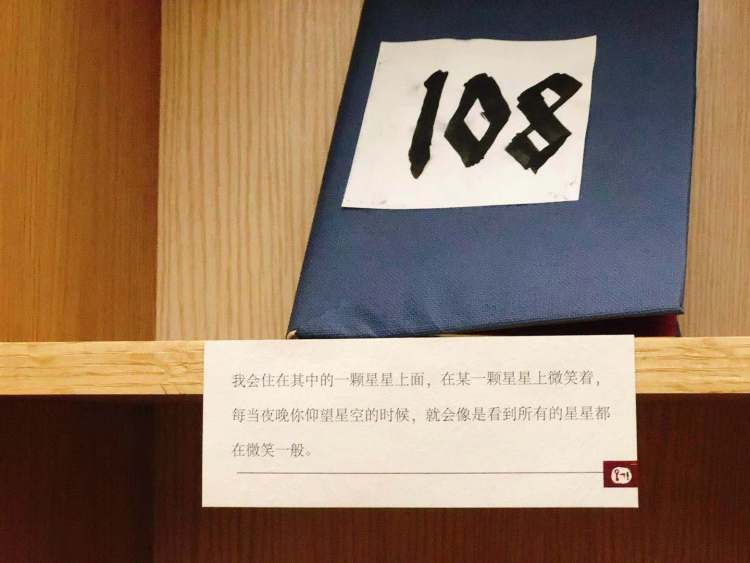 108
我会住在其中的一颗星星上面，在某一颗星星上微笑着，
每当夜晚你仰望星空的时候，就会像是看到所有的星星都
在微笑一般。